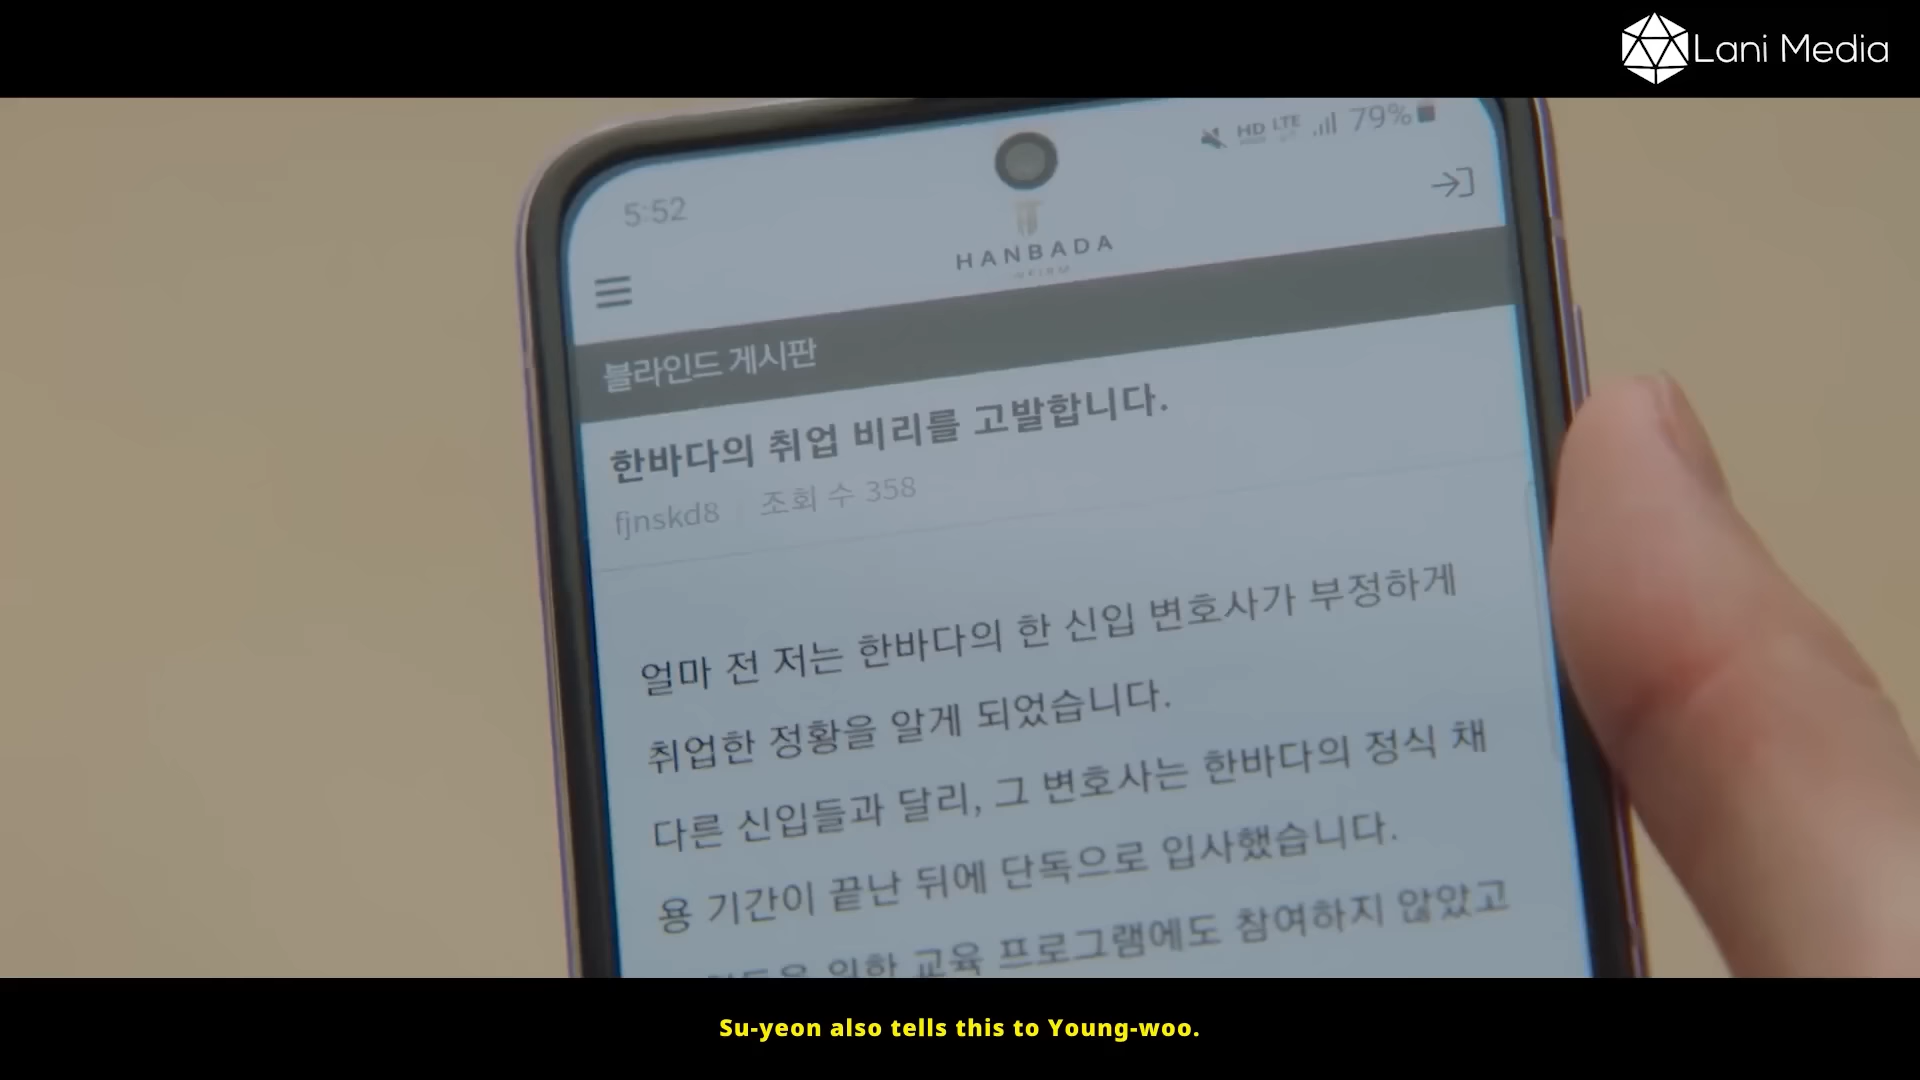 Lani Media
HD LTE 79%
5:52
HANBADA
블라인드 게시판
한바다의 취업 비리를 고발합니다.
fjnskd8 조회 수 358
얼마 전 저는 한바다의 한 신입 변호사가 부정하게
취업한 정황을 알게 되었습니다.
다른 신입들과 달리, 그 변호사는 한바다의 정식 채
용 기간이 끝난 뒤에 단독으로 입사했습니다.
위한 교육 프로그램에도 참여하지 않았고
Su-yeon also tells this to Young-woo.